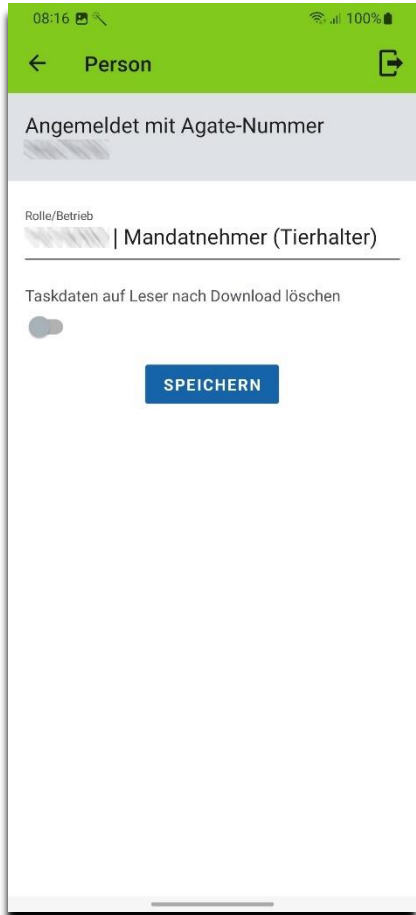 08:16 100%
Person
Angemeldet mit Agate-Nummer
Rolle/Betrieb
| Mandatnehmer (Tierhalter)
Taskdaten auf Leser nach Download löschen
SPEICHERN